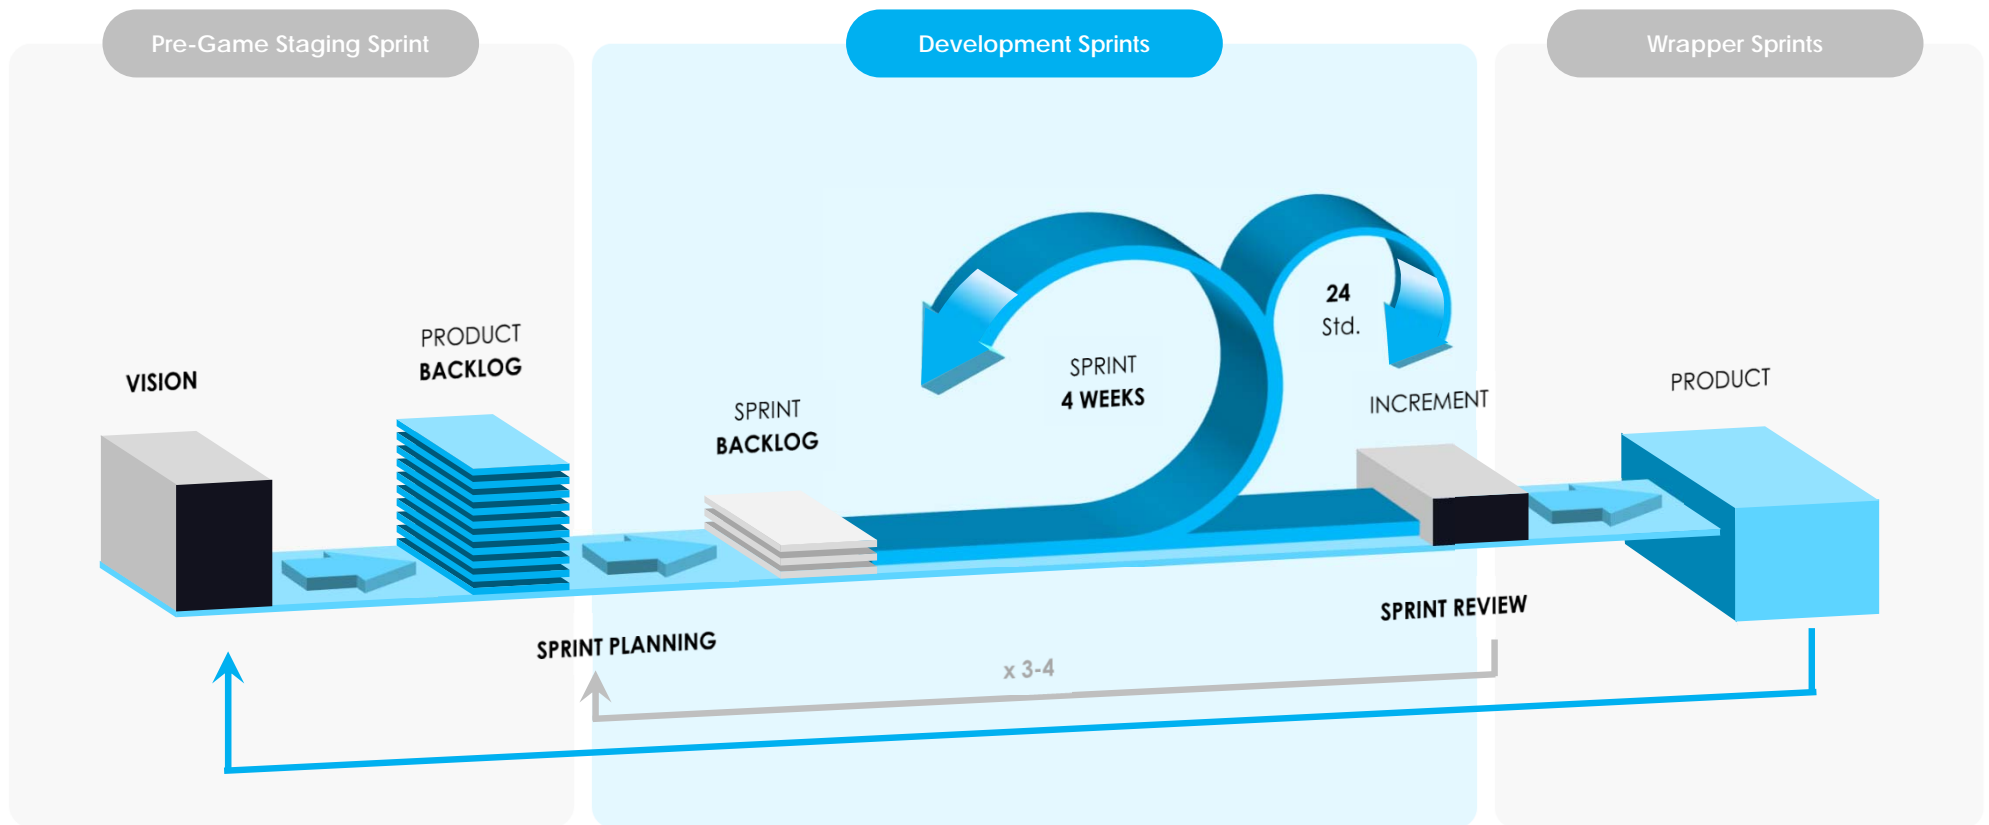 Pre-Game Staging Sprint
Development Sprints
Wrapper Sprints
VISION
PRODUCT
BACKLOG
SPRINT
BACKLOG
SPRINT
4 WEEKS
24
Std.
INCREMENT
PRODUCT
SPRINT PLANNING
SPRINT REVIEW
x 3-4